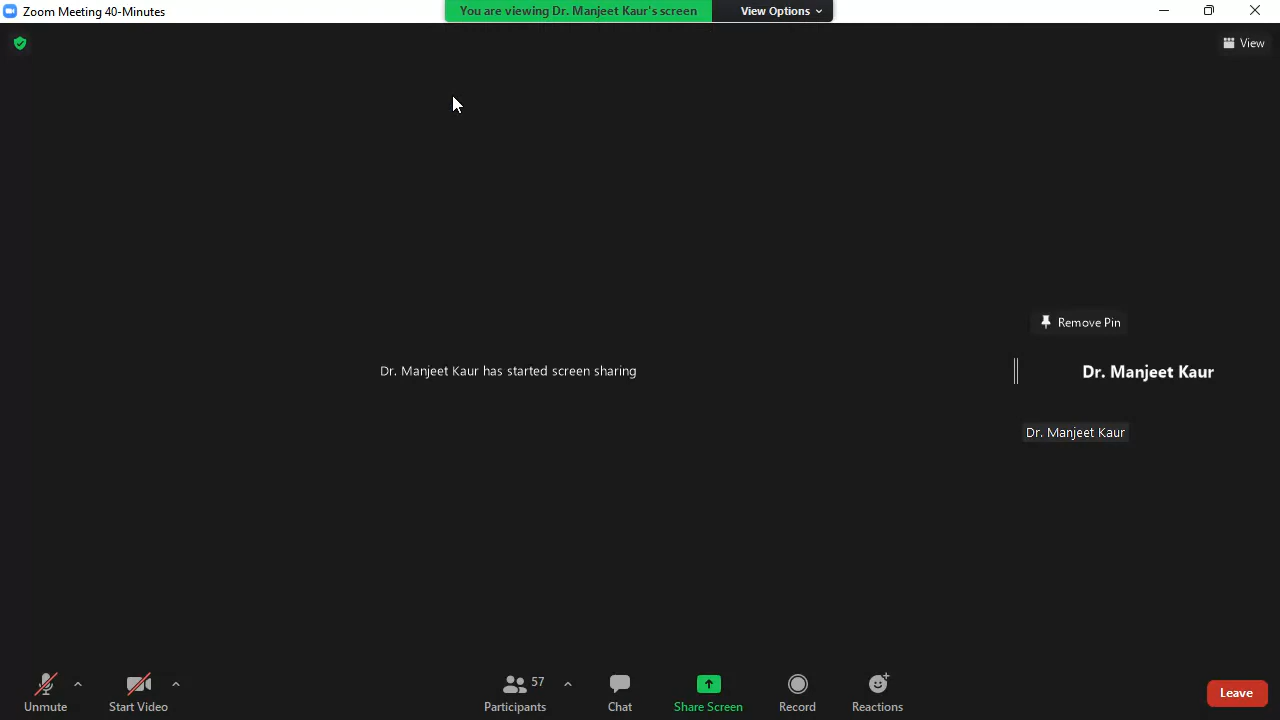 Zoom Meeting 40-Minutes
You are viewing Dr. Manjeet Kaur's screen
View Options
View
Remove Pin
Dr. Manjeet Kaur has started screen sharing
Dr. Manjeet Kaur
Dr. Manjeet Kaur
57
Unmute
Start Video
Participants
Chat
Share Screen
Record
Reactions
Leave